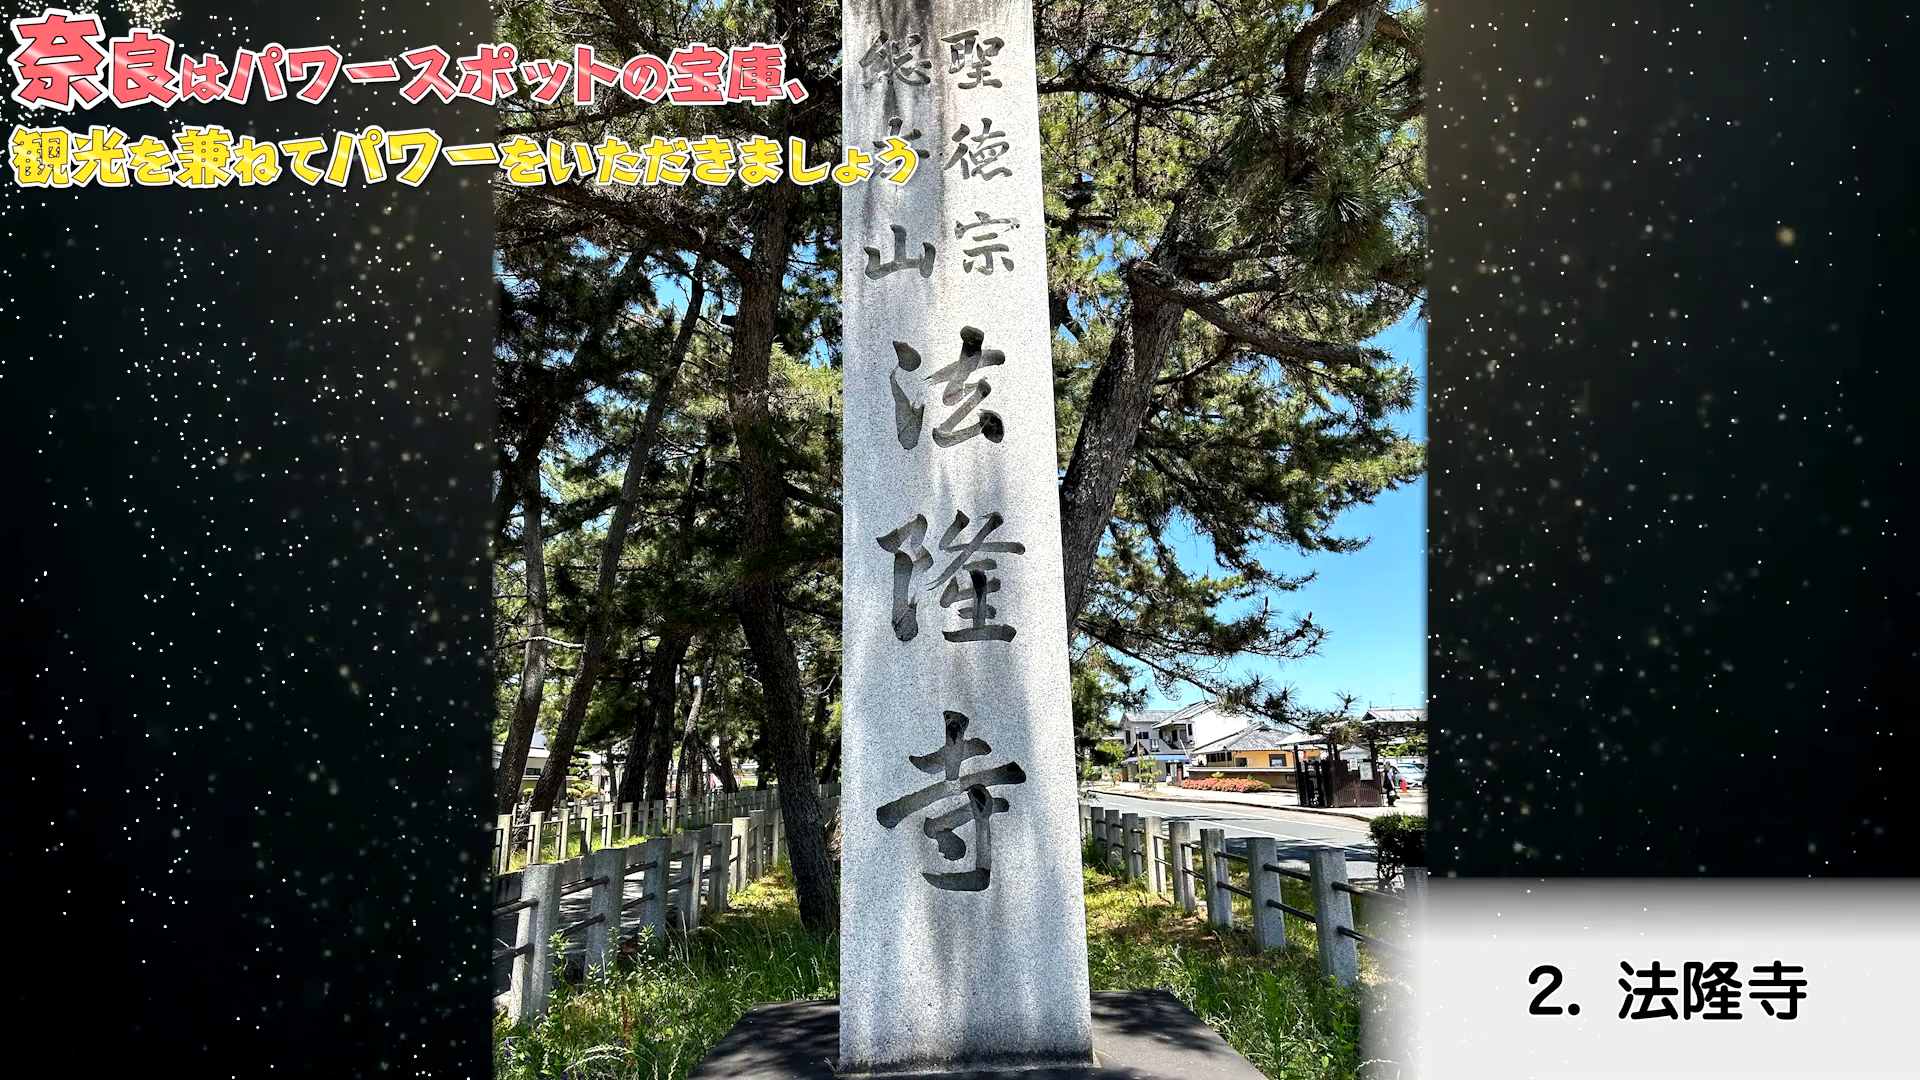 奈良はパワースポットの宝庫、
観光を兼ねてパワーをいただきましょう
聖徳宗
総本山
法隆寺
2. 法隆寺